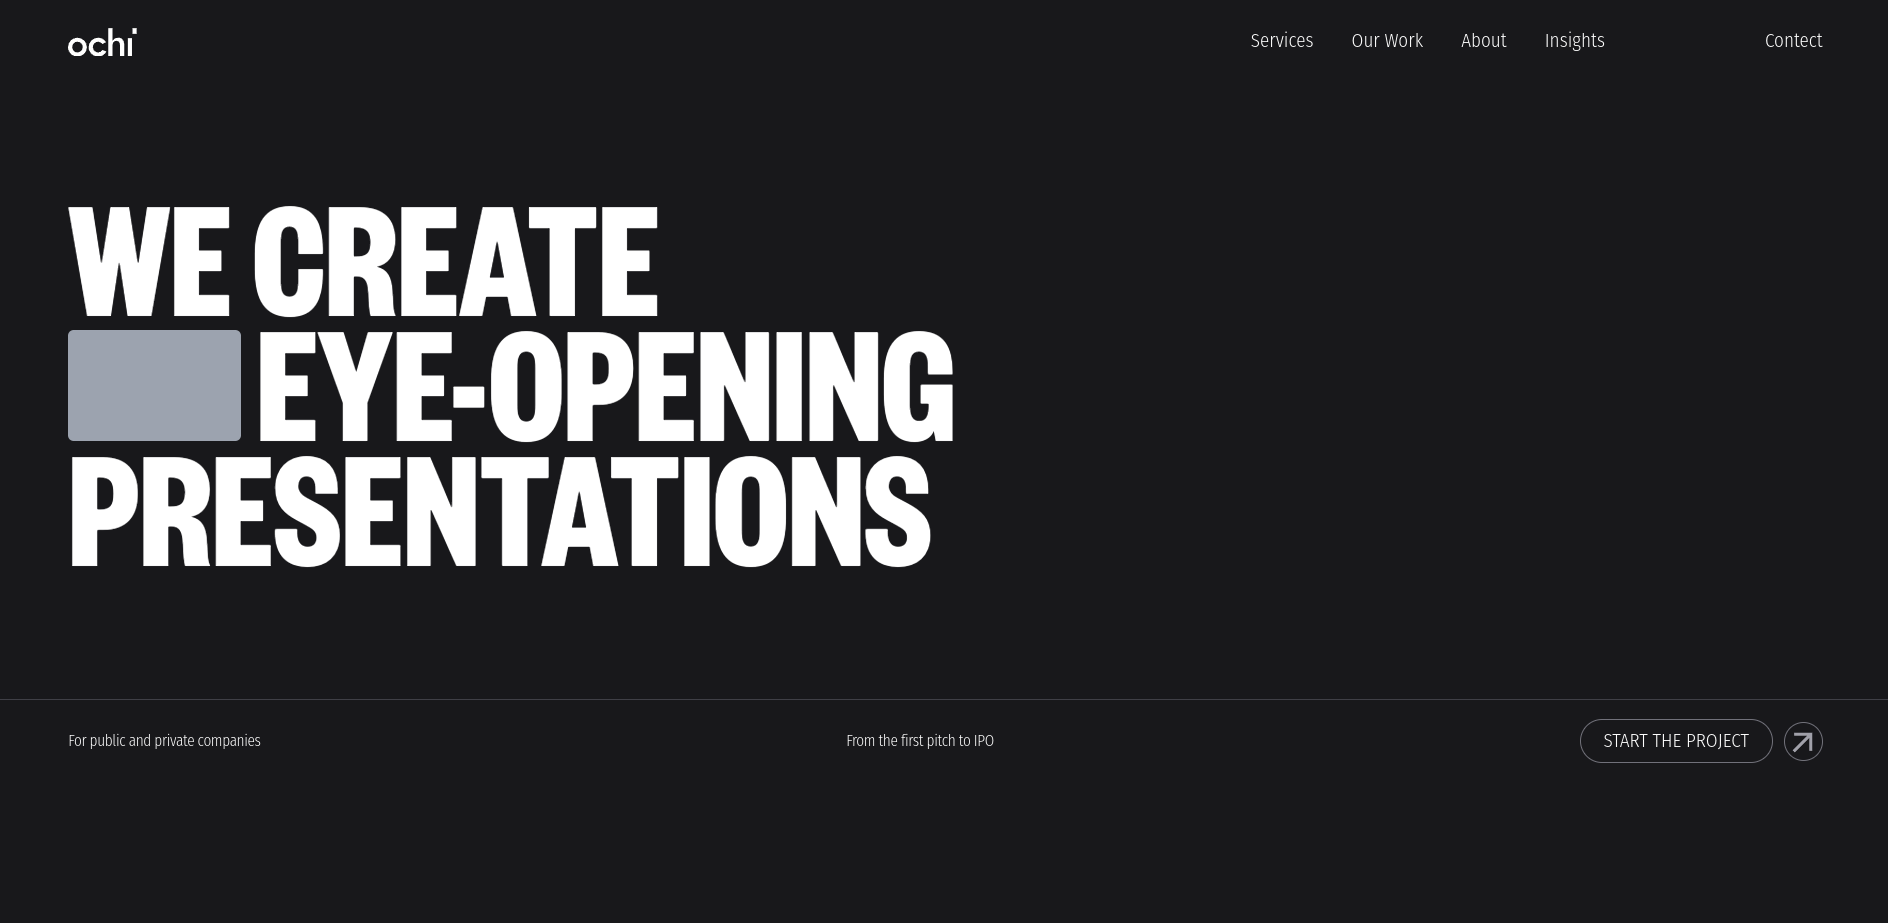 ochi
Services Our Work About Insights Contect
WE CREATE
EYE-OPENING
PRESENTATIONS
For public and private companies From the first pitch to IPO START THE PROJECT